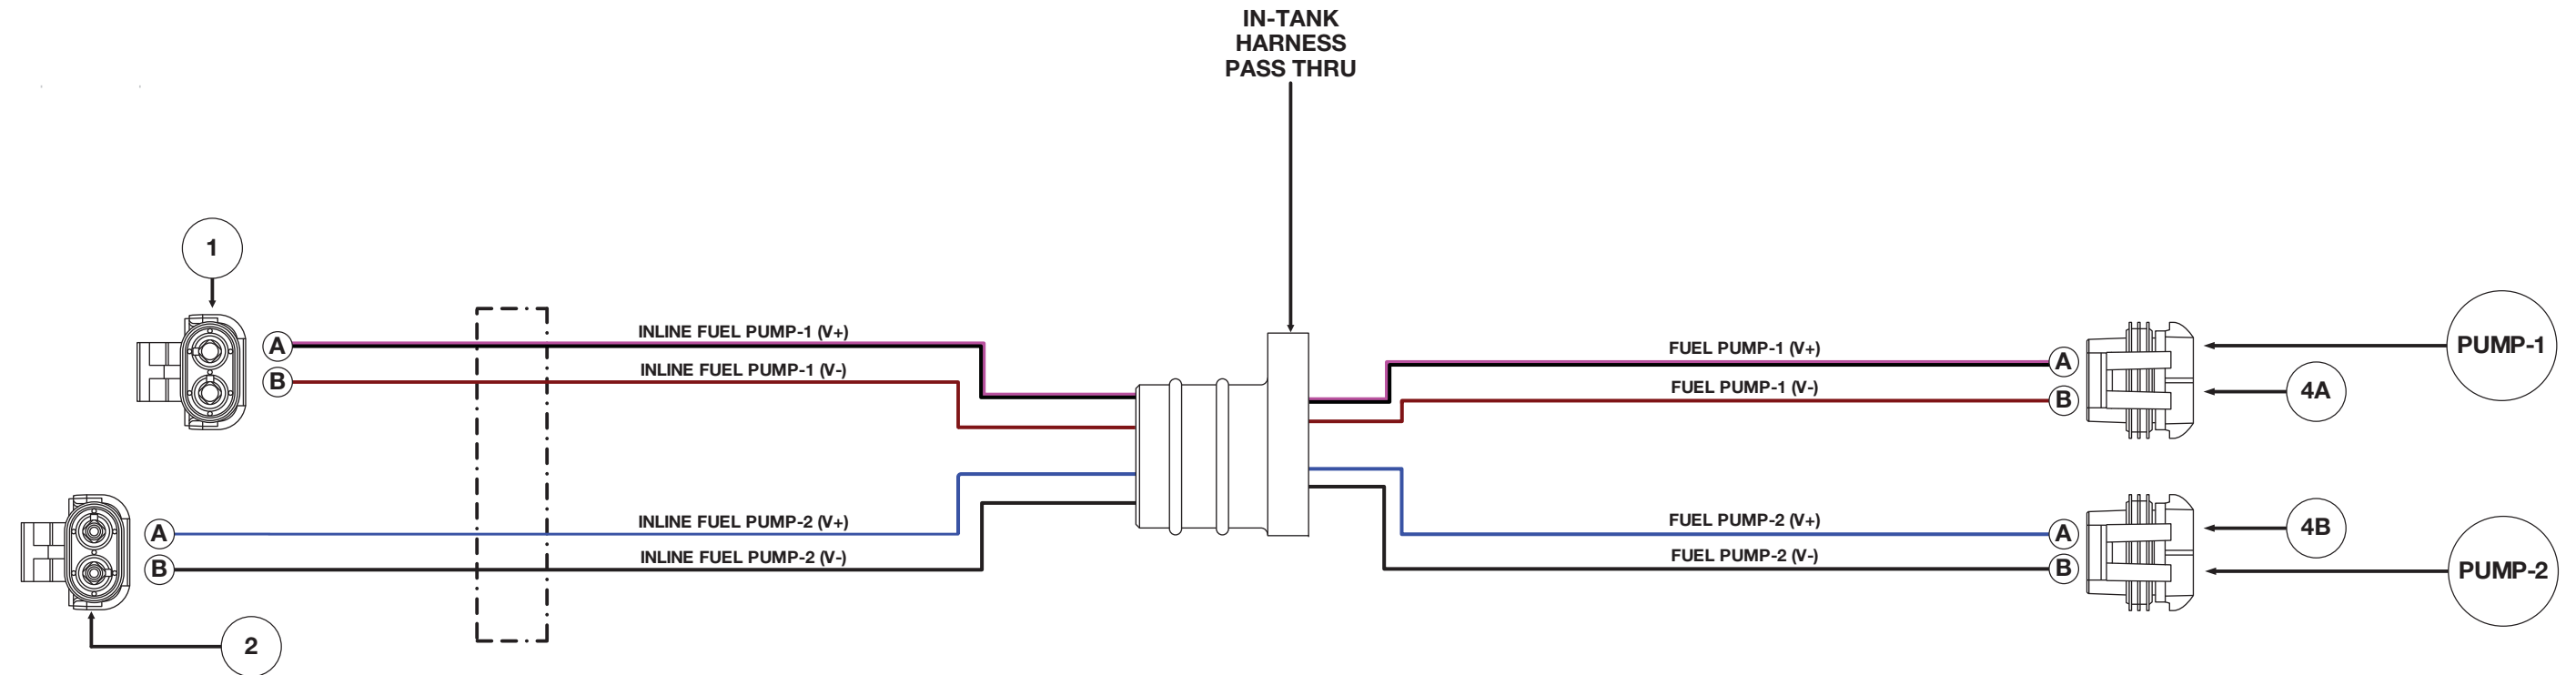 IN-TANK
HARNESS
PASS THRU
1
A
INLINE FUEL PUMP-1 (V+)
B
INLINE FUEL PUMP-1 (V-)
A
INLINE FUEL PUMP-2 (V+)
B
INLINE FUEL PUMP-2 (V-)
2
FUEL PUMP-1 (V+)
A
FUEL PUMP-1 (V-)
B
PUMP-1
4A
FUEL PUMP-2 (V+)
A
FUEL PUMP-2 (V-)
B
4B
PUMP-2